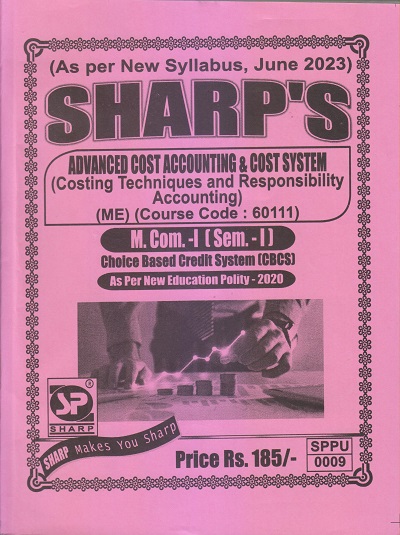 (As per New Syllabus, June 2023)
SHARP'S
ADVANCED COST ACCOUNTING & COST SYSTEM
(Costing Techniques and Responsibility
Accounting)
(ME) (Course Code : 60111)
M. Com. -I (Sem. - I)
Choice Based Credit System (CBCS)
As Per New Education Polity - 2020
SP
®
SHARP
SHARP Makes You Sharp
Price Rs. 185/-
SPPU
0009